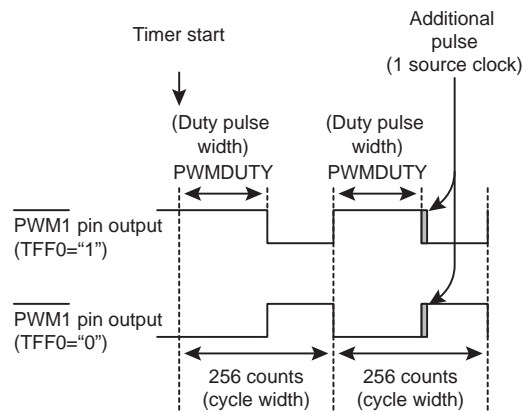 Additional
pulse
(1 source clock)
Timer start
(Duty pulse
width)
PWMDUTY
(Duty pulse
width)
PWMDUTY
PWM1 pin output
(TFF0=“1”)
PWM1 pin output
(TFF0=“0”)
256 counts
(cycle width)
256 counts
(cycle width)